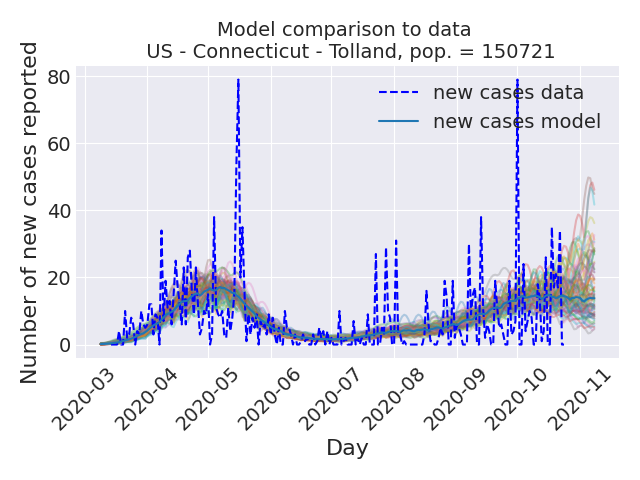 Model comparison to data
US - Connecticut - Tolland, pop. = 150721
new cases data
new cases model
Number of new cases reported
80
60
40
20
0
2020-03
2020-04
2020-05
2020-06
2020-07
2020-08
2020-09
2020-10
2020-11
Day